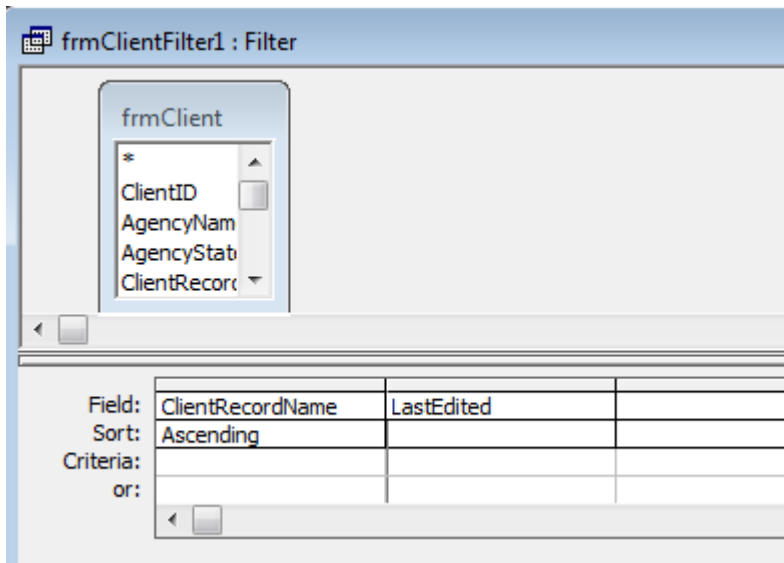 frmClientFilter1 : Filter
frmClient
*
ClientID
AgencyNam
AgencyStat
ClientRecor
Field: ClientRecordName LastEdited
Sort: Ascending
Criteria:
or: